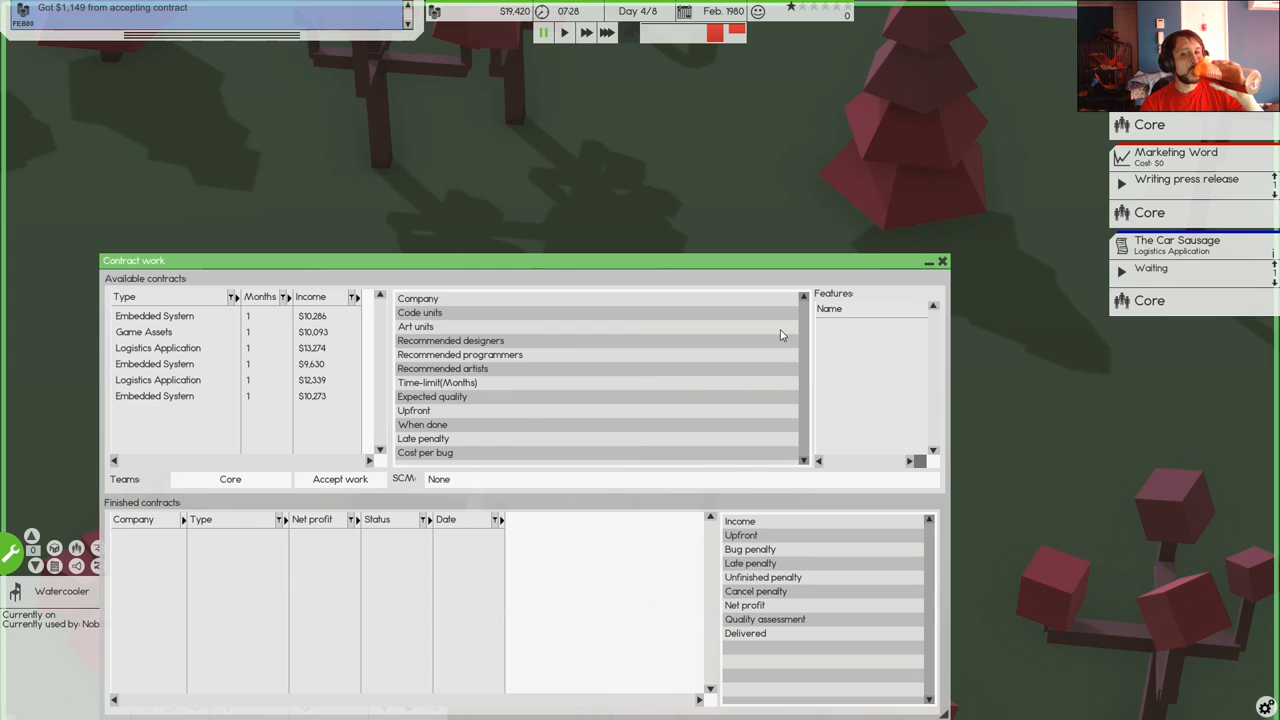 Got $1,149 from accepting contract
FEB80
$19,420
07:28
Day 4/8
Feb. 1980
0
Core
Marketing Word
Cost: $0
Writing press release
1
Core
The Car Sausage
Logistics Application
Waiting
1
Core
Contract work
Available contracts:
Type Months Income
Embedded System 1 $10,286
Game Assets 1 $10,093
Logistics Application 1 $13,274
Embedded System 1 $9,630
Logistics Application 1 $12,339
Embedded System 1 $10,273
Company
Code units
Art units
Recommended designers
Recommended programmers
Recommended artists
Time-limit(Months)
Expected quality
Upfront
When done
Late penalty
Cost per bug
Features:
Name
Teams: Core Accept work SCM: None
Finished contracts:
Company Type Net profit Status Date
Income
Upfront
Bug penalty
Late penalty
Unfinished penalty
Cancel penalty
Net profit
Quality assessment
Delivered
0
Watercooler
Currently on
Currently used by: Nob